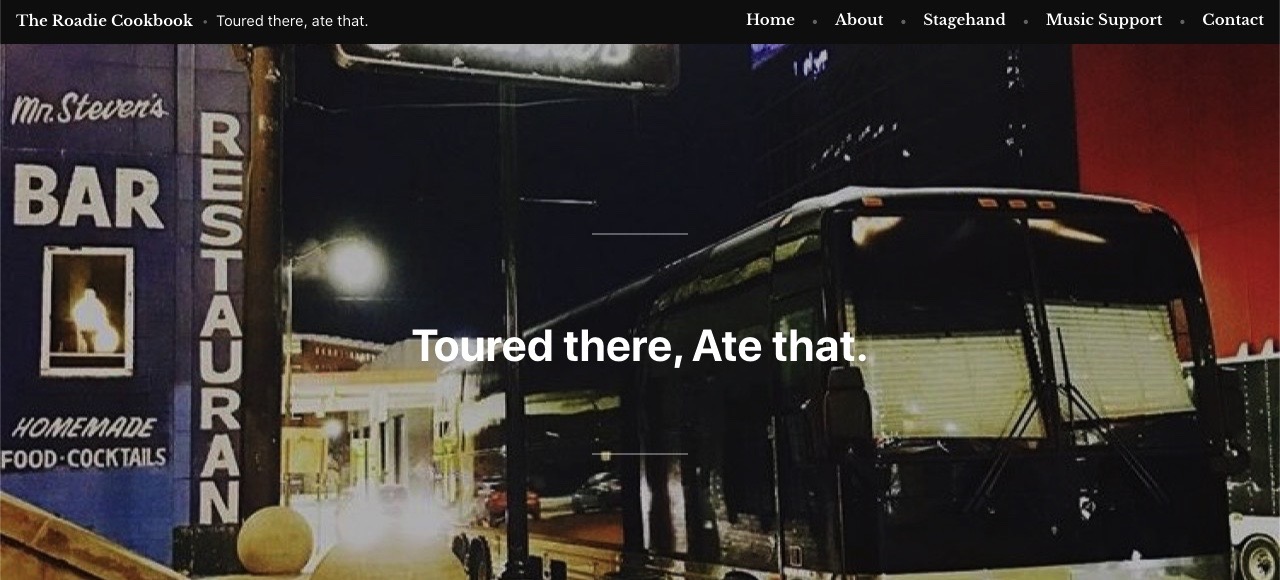 The Roadie Cookbook • Toured there, ate that.
Home • About • Stagehand • Music Support • Contact
Mr. Steven's
BAR
RESTAURAN
HOMEMADE
FOOD·COCKTAILS
Toured there, Ate that.